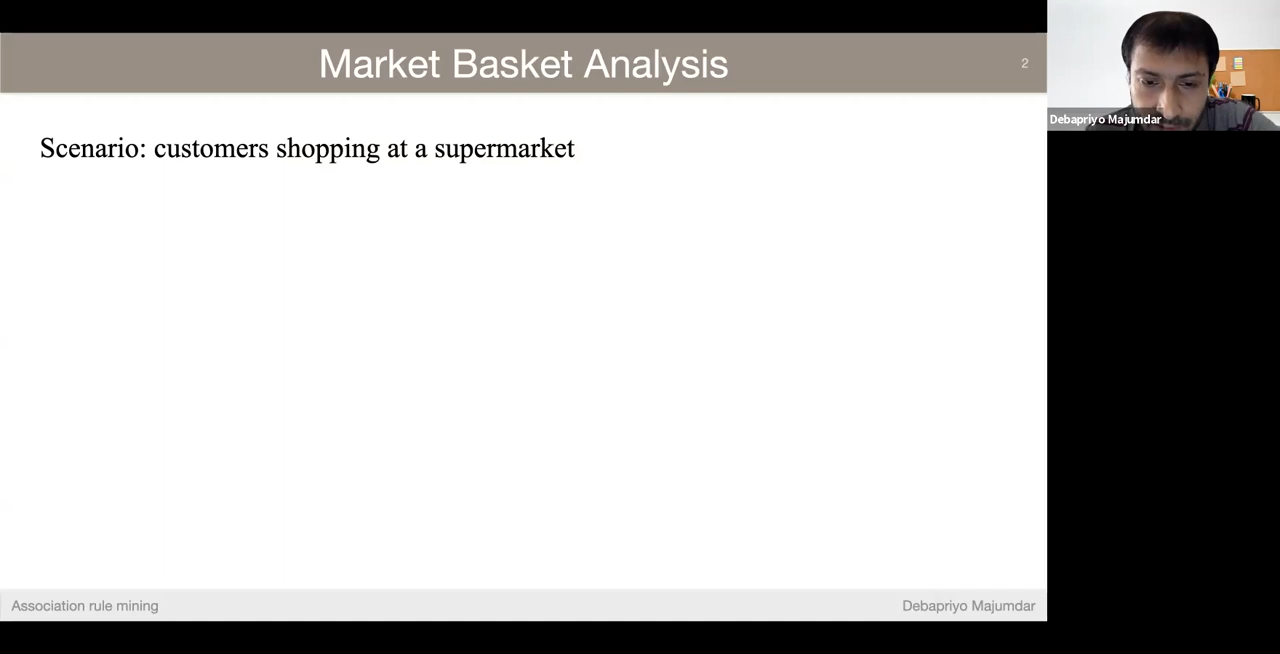 Market Basket Analysis
2
Debapriyo Majumdar
Scenario: customers shopping at a supermarket
Association rule mining
Debapriyo Majumdar